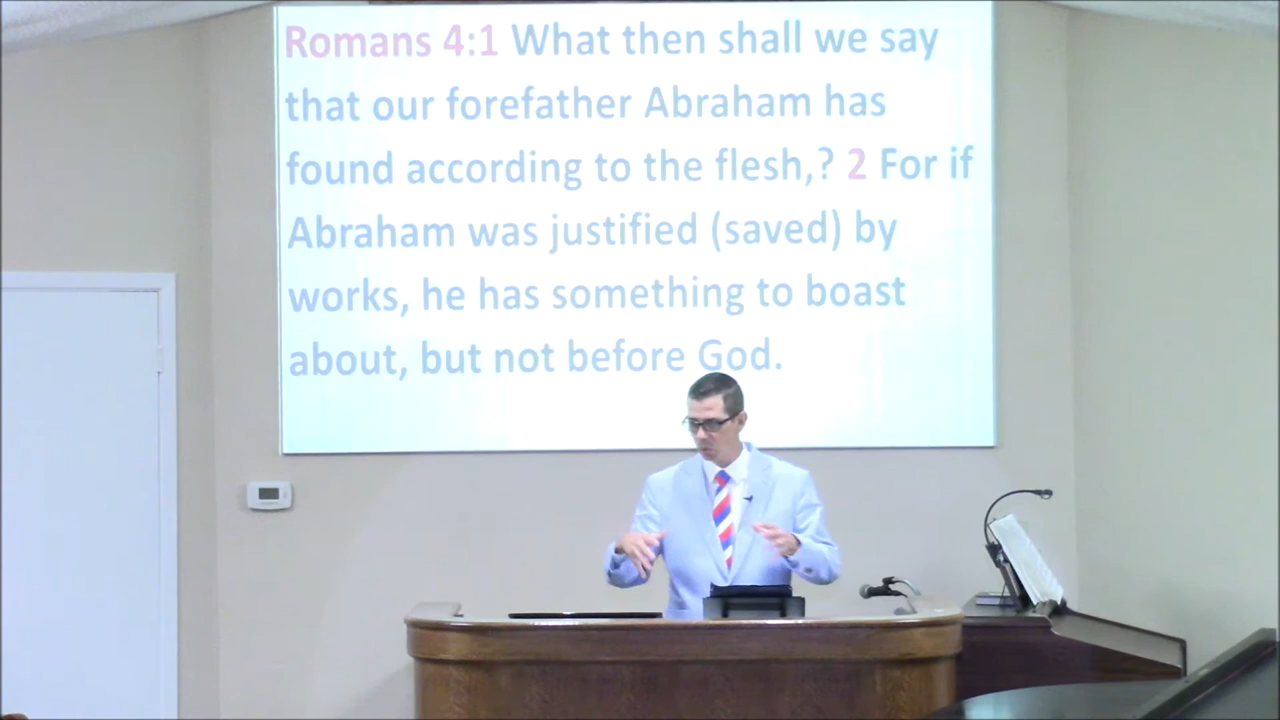 Romans 4:1 What then shall we say
that our forefather Abraham has
found according to the flesh,? 2 For if
Abraham was justified (saved) by
works, he has something to boast
about, but not before God.